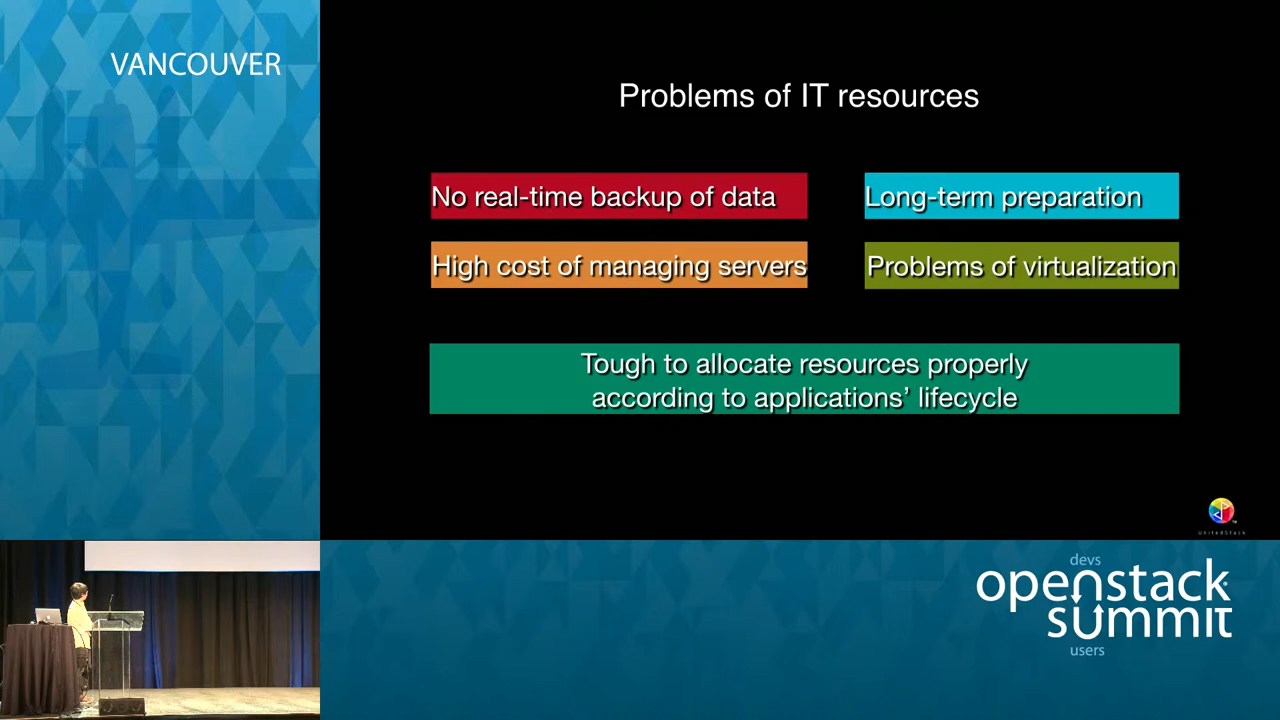 VANCOUVER
Problems of IT resources
No real-time backup of data
Long-term preparation
High cost of managing servers
Problems of virtualization
Tough to allocate resources properly
according to applications’ lifecycle
UnitedStack
devs
openstack
summit
users